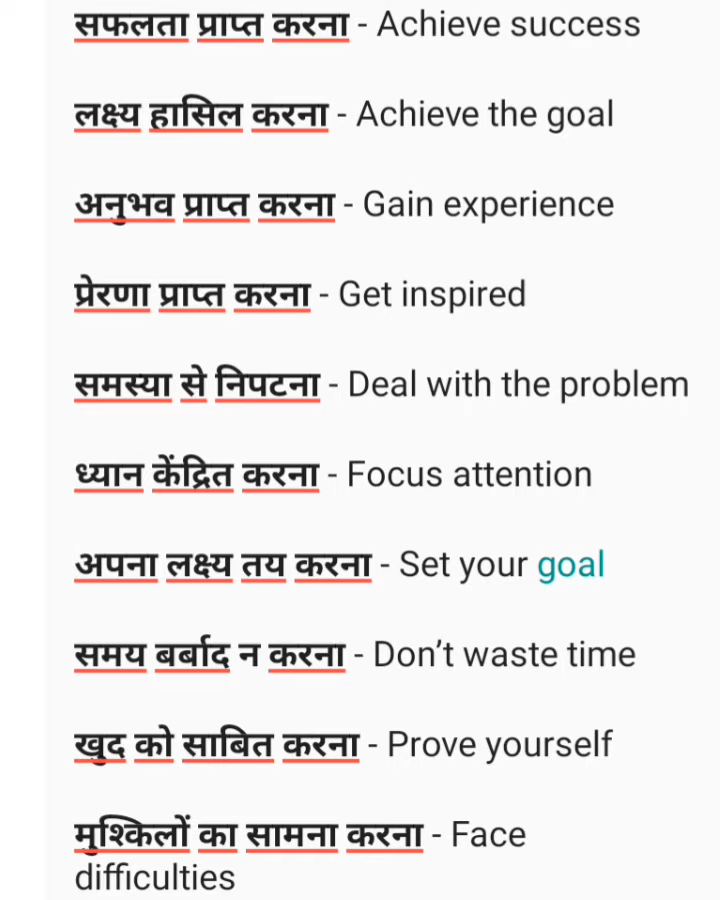 सफलता प्राप्त करना - Achieve success
लक्ष्य हासिल करना - Achieve the goal
अनुभव प्राप्त करना - Gain experience
प्रेरणा प्राप्त करना - Get inspired
समस्या से निपटना - Deal with the problem
ध्यान केंद्रित करना - Focus attention
अपना लक्ष्य तय करना - Set your goal
समय बर्बाद न करना - Don’t waste time
खुद को साबित करना - Prove yourself
मुश्किलों का सामना करना - Face
difficulties